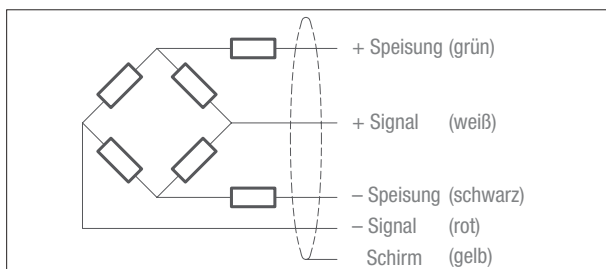 + Speisung (grün)
+ Signal (weiß)
– Speisung (schwarz)
– Signal (rot)
Schirm (gelb)